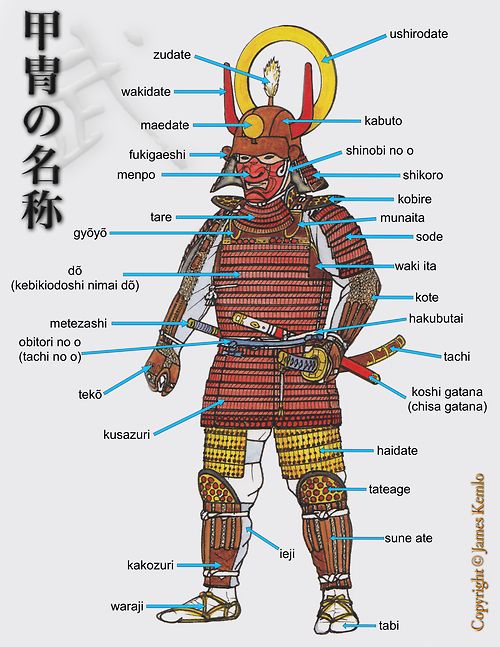 甲冑の名称
武
ushirodate
zudate
wakidate
maedate
kabuto
fukigaeshi
shinobi no o
menpo
shikoro
kobire
tare
munaita
gyōyō
sode
dō
(kebikiodoshi nimai dō)
waki ita
kote
metezashi
hakubutai
obitori no o
(tachi no o)
tachi
tekō
koshi gatana
(chisa gatana)
kusazuri
haidate
tateage
sune ate
ieji
kakozuri
waraji
tabi
Copyright © James Kemlo